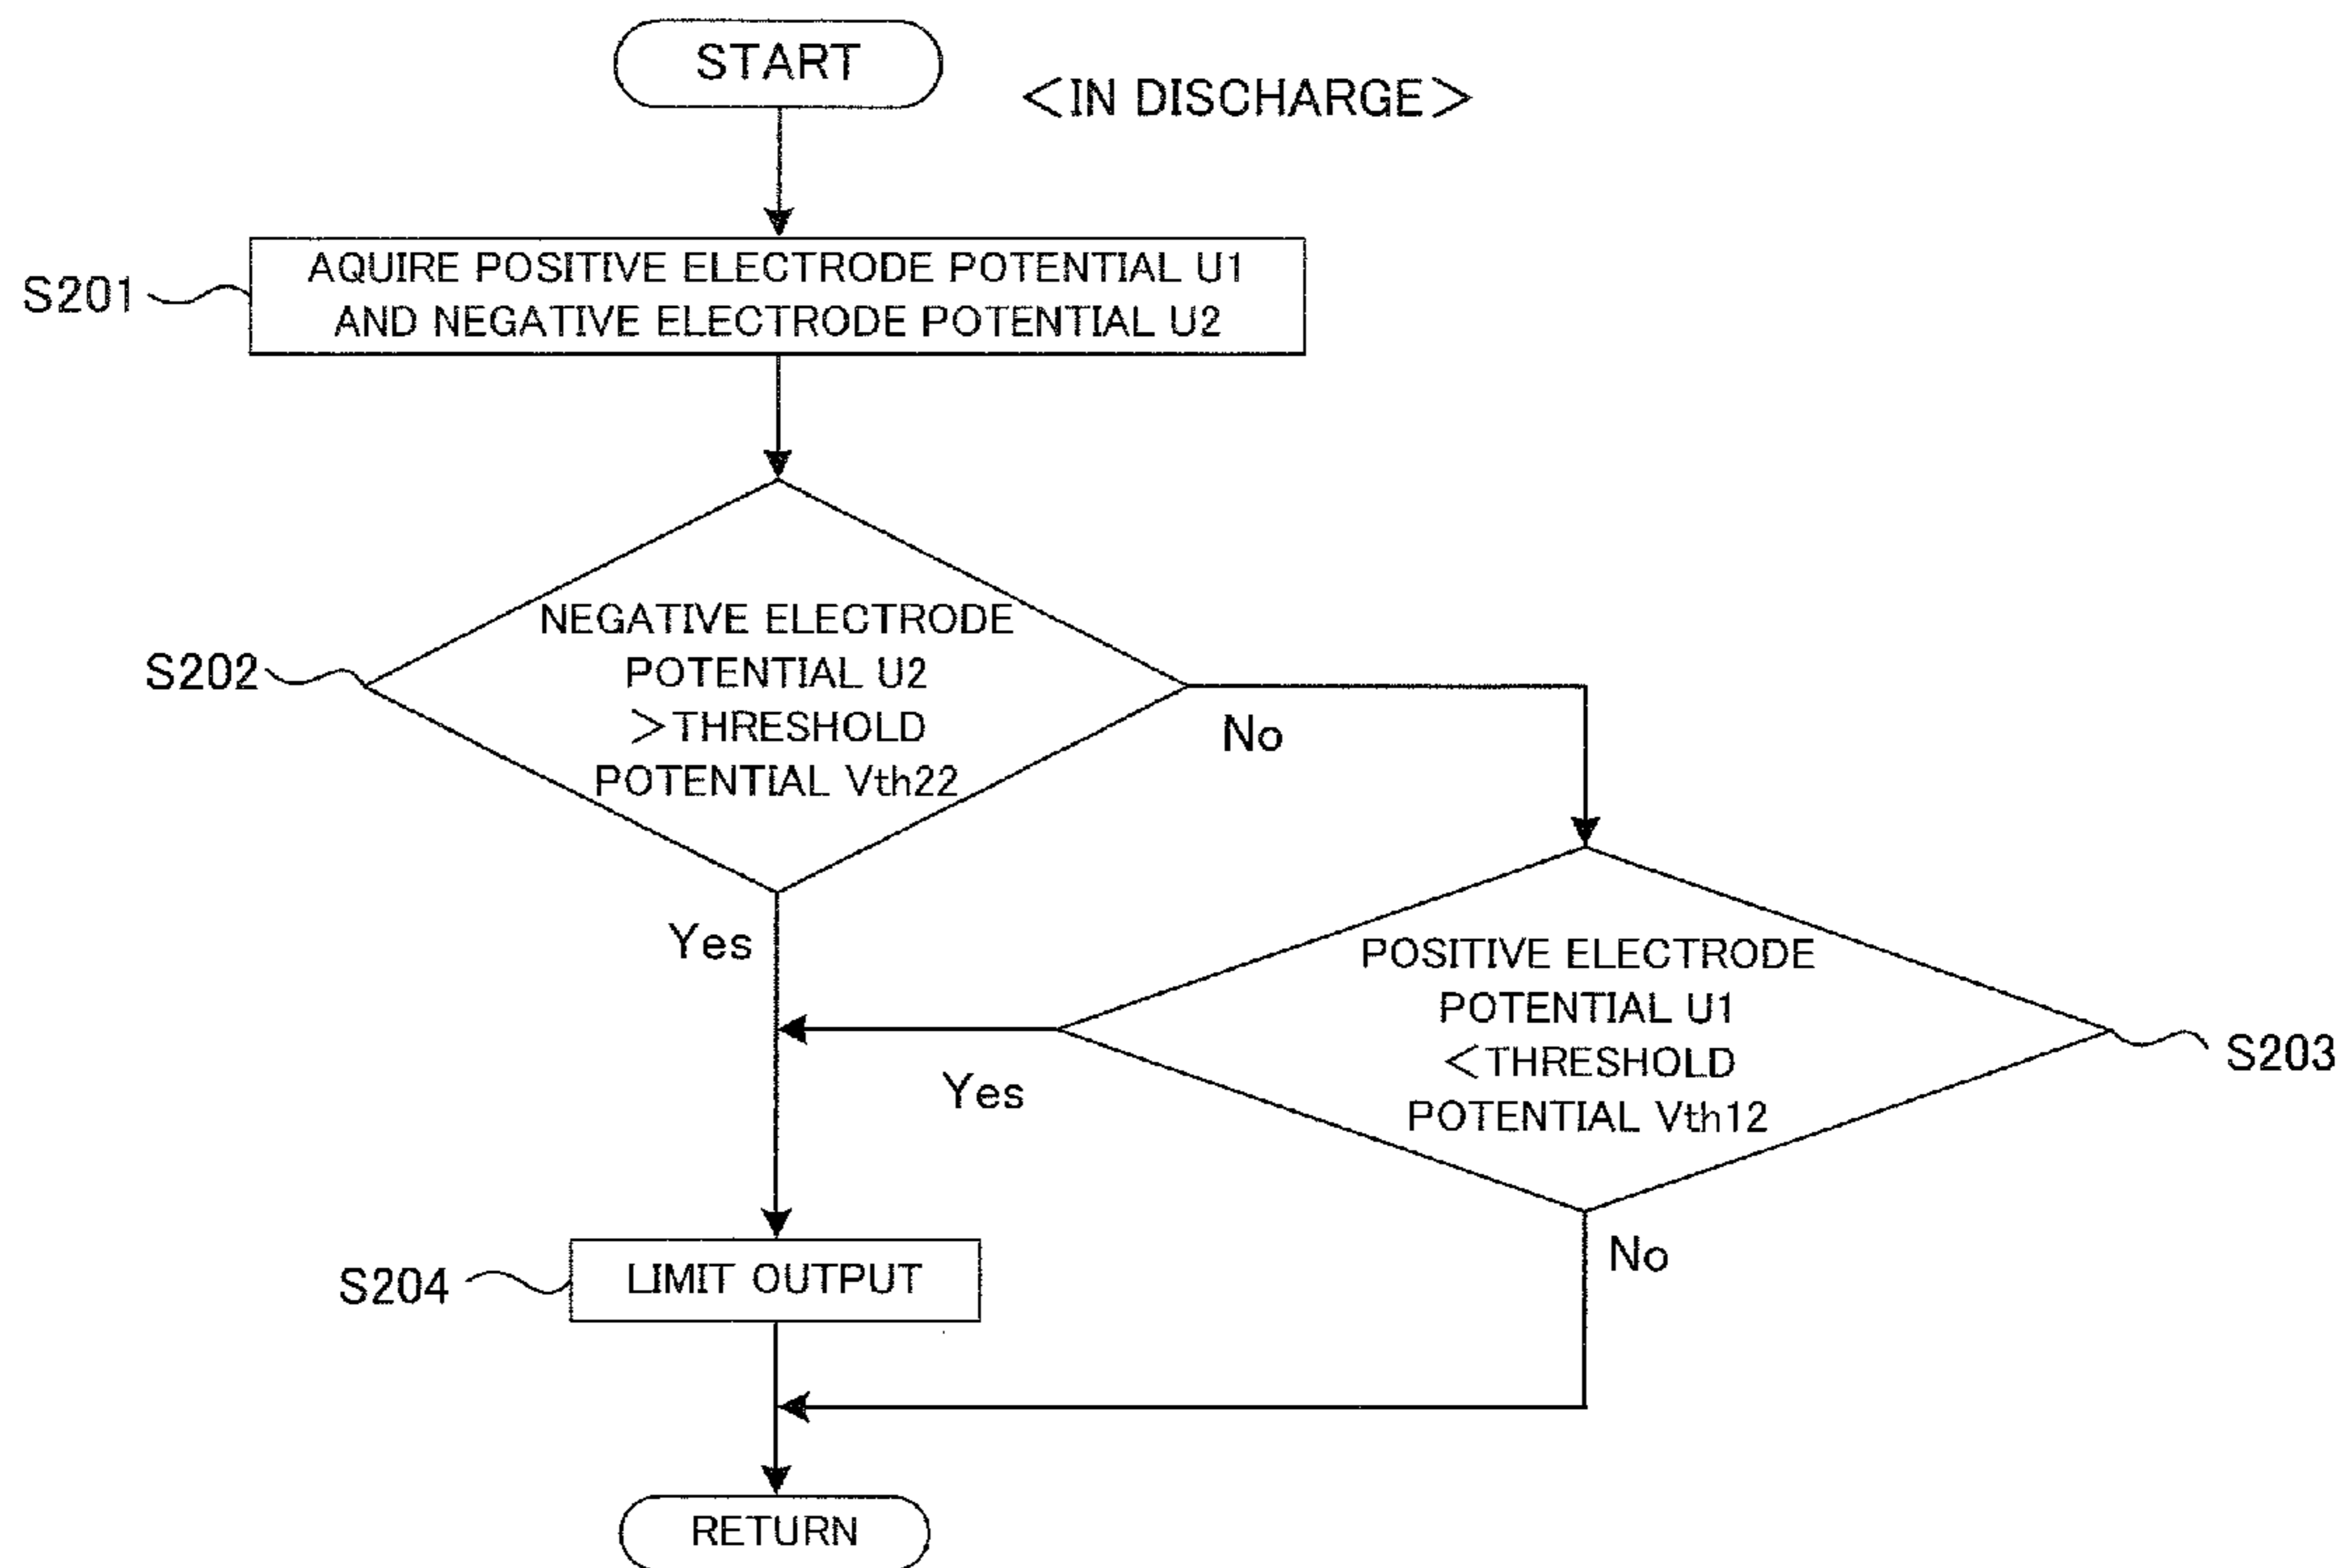 START
<IN DISCHARGE>
S201
AQUIRE POSITIVE ELECTRODE POTENTIAL U1
AND NEGATIVE ELECTRODE POTENTIAL U2
S202
NEGATIVE ELECTRODE
POTENTIAL U2
>THRESHOLD
POTENTIAL Vth22
No
Yes
POSITIVE ELECTRODE
POTENTIAL U1
<THRESHOLD
POTENTIAL Vth12
S203
Yes
No
S204
LIMIT OUTPUT
RETURN